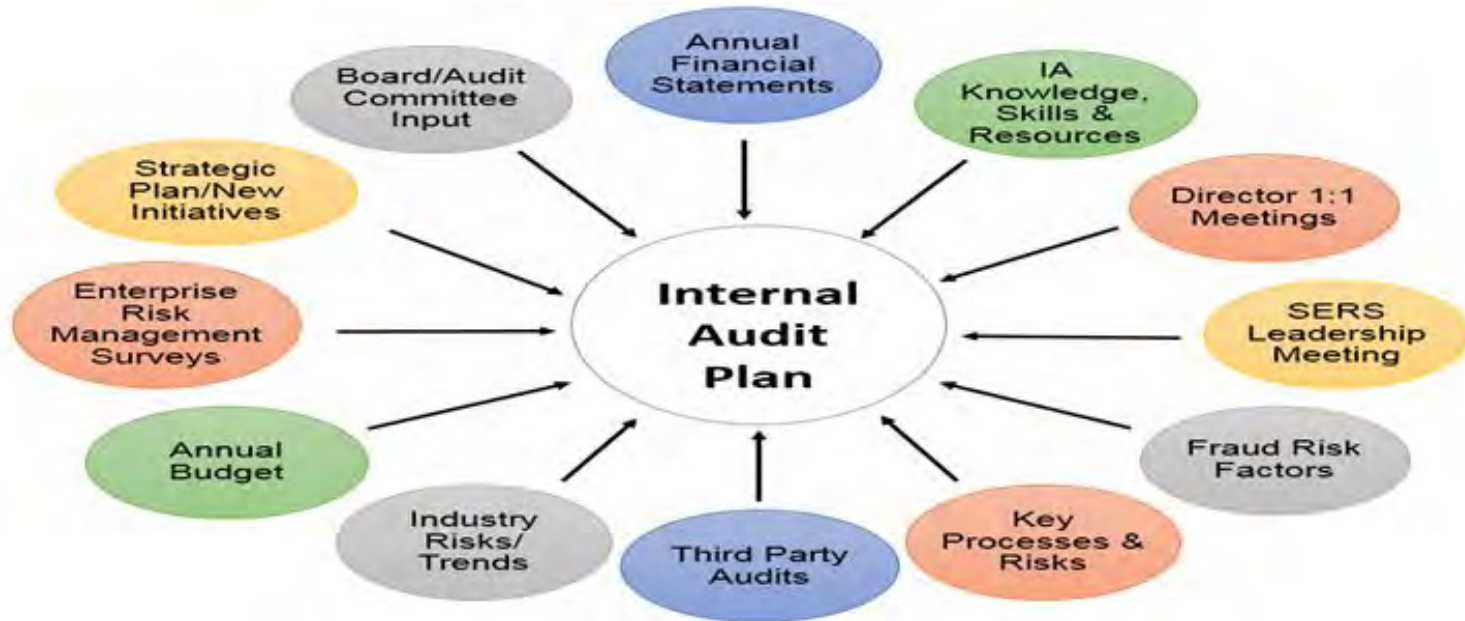 Annual
Financial
Statements
IA
Knowledge,
Skills &
Resources
Director 1:1
Meetings
SERS
Leadership
Meeting
Fraud Risk
Factors
Key
Processes &
Risks
Third Party
Audits
Industry
Risks/
Trends
Annual
Budget
Enterprise
Risk
Management
Surveys
Strategic
Plan/New
Initiatives
Board/Audit
Committee
Input
Internal
Audit
Plan